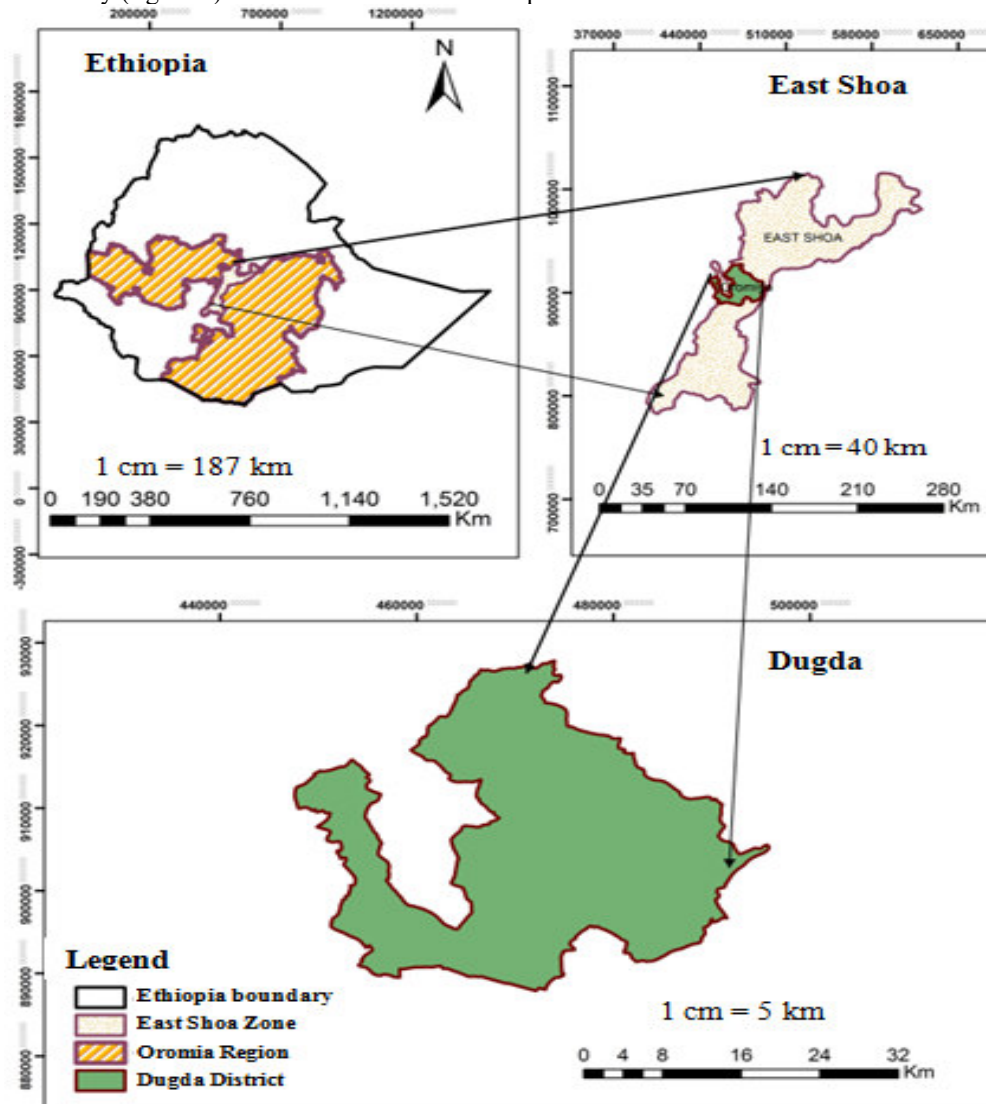 200000 700000 1200000
Ethiopia
N
1800000
1500000
1200000
900000
600000
300000
0
-300000
1 cm = 187 km
0 190 380 760 1,140 1,520
Km
370000 440000 510000 580000 650000
East Shoa
1100000
1000000
900000
800000
700000
EAST SHOA
1 cm = 40 km
0 35 70 140 210 280
Km
440000 460000 480000 500000
Dugda
930000
920000
910000
900000
890000
880000
Legend
Ethiopia boundary
East Shoa Zone
Oromia Region
Dugda District
1 cm = 5 km
0 4 8 16 24 32
Km